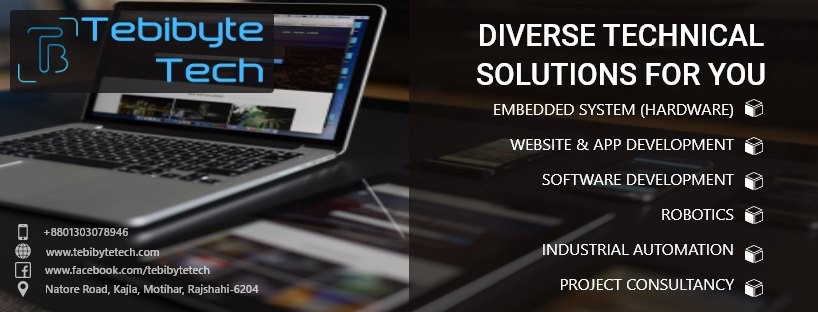 Tebibyte
Tech
TB
+8801303078946
www.tebibytetech.com
www.facebook.com/tebibytetech
Natore Road, Kajla, Motihar, Rajshahi-6204
DIVERSE TECHNICAL
SOLUTIONS FOR YOU
EMBEDDED SYSTEM (HARDWARE)
WEBSITE & APP DEVELOPMENT
SOFTWARE DEVELOPMENT
ROBOTICS
INDUSTRIAL AUTOMATION
PROJECT CONSULTANCY